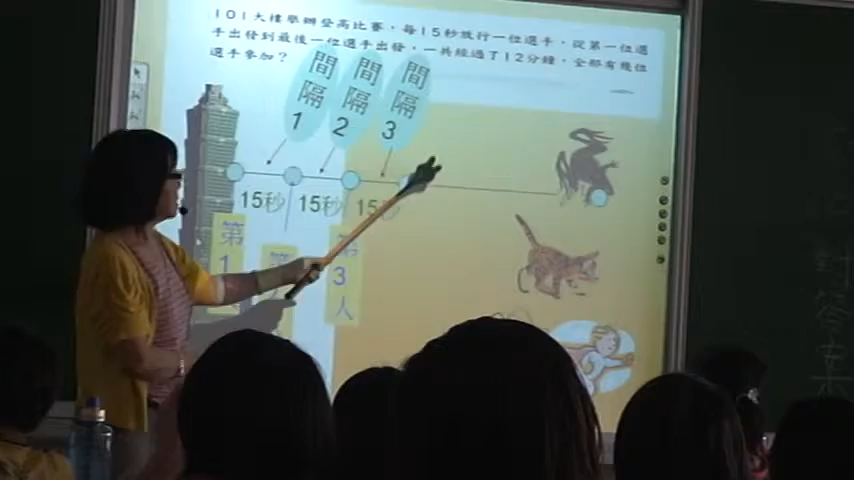 101大樓舉辦登高比賽，每15秒放行一位選手，從第一位選
手出發到最後一位選手出發，一共經過了12分鐘，全部有幾位
選手參加？
間隔1
間隔2
間隔3
15秒
15秒
15秒
第1
第
第3人